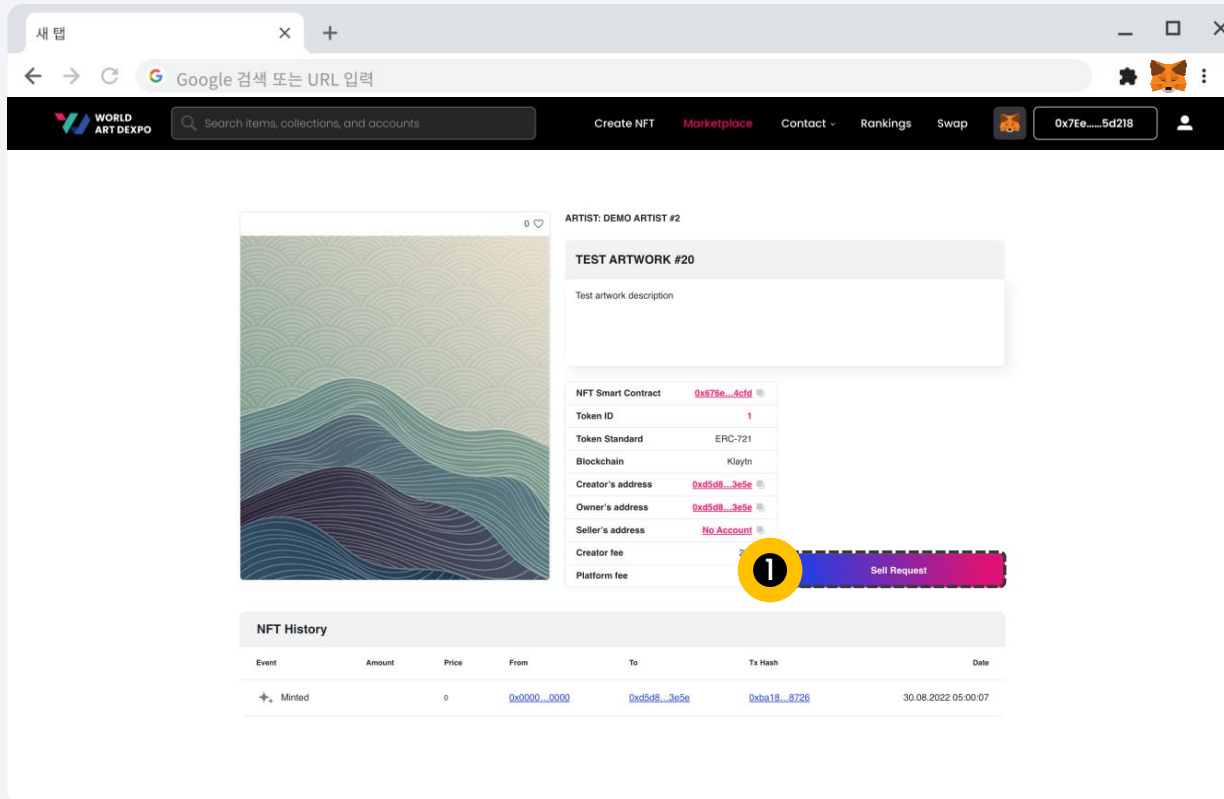 새 탭
Google 검색 또는 URL 입력
WORLD
ART DEXPO
Search items, collections, and accounts
Create NFT
Marketplace
Contact
Rankings
Swap
0x7Ee......5d218
0
ARTIST: DEMO ARTIST #2
TEST ARTWORK #20
Test artwork description
NFT Smart Contract 0x676e...4cfd
Token ID 1
Token Standard ERC-721
Blockchain Klaytn
Creator's address 0xd5d8...3e5e
Owner's address 0xd5d8...3e5e
Seller's address No Account
Creator fee
Platform fee
1
Sell Request
NFT History
Event Amount Price From To Tx Hash Date
Minted 0 0x0000...0000 0xd5d8...3e5e 0xba18...8726 30.08.2022 05:00:07